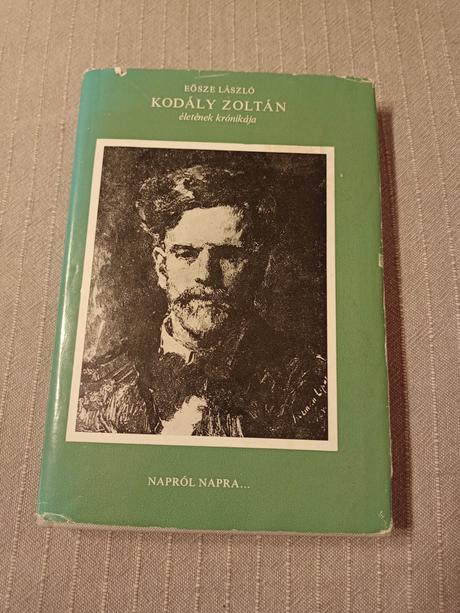 EŐSZE LÁSZLÓ
KODÁLY ZOLTÁN
életének krónikája
NAPRÓL NAPRA...